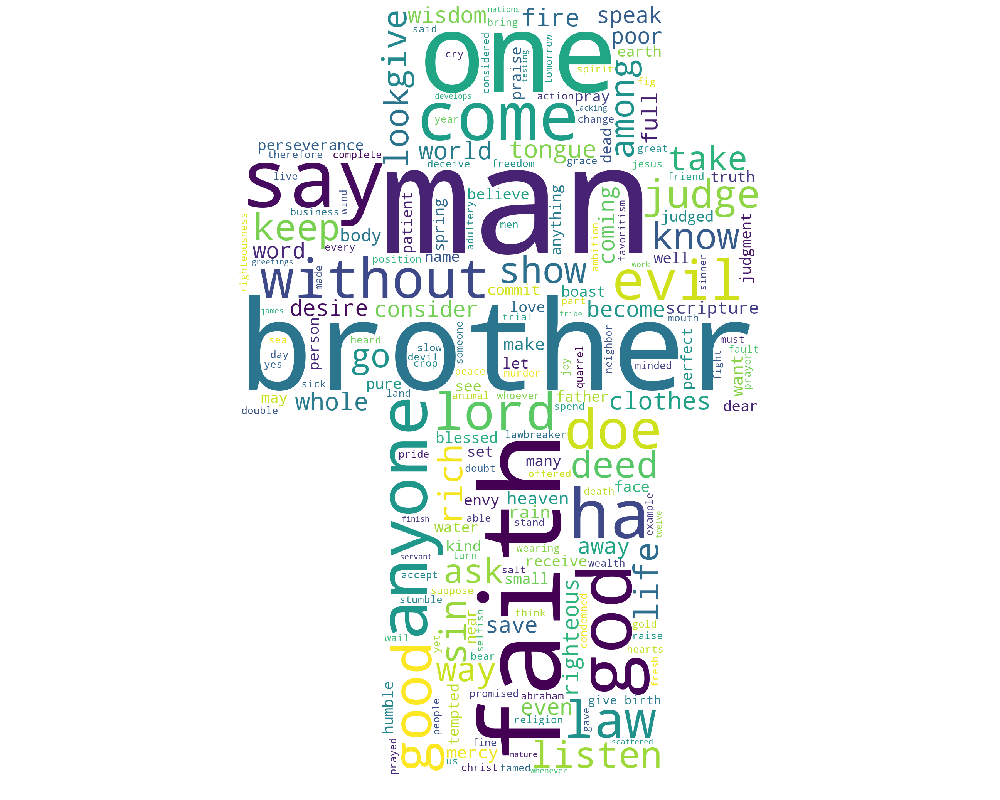 wisdom nations fire speak
said bring poor
one
look give cry considered praise testing tomorrow earth
spirit among fig
develops action pray full
come year lacking change
perseverance world tongue dead great take
therefore complete deceive freedom grace jesus
say man live believe friend truth
judge
business wind patient spring adultery men anything coming ambition favoritism judged know
keep body
word every name well judgment
righteousness greetings made position work sinner
without show evil
commit
desire consider love boast part become scripture
james person trial tribe mouth
brother
sea heard slow someone make neighbor perfect must
day go devil let minded fight fault
yes crop peace murder joy quarrel want prayer
sick pure see father
may whole land animal whoever spend clothes dear
double lord
anyone blessed lawbreaker doe
pride rich set many
doubt offered deed
faith envy heaven death face
finish able rain ha example twelve
water stand
servant kind turn wearing away
accept ask salt receive wealth life
suppose small god
stumble sin think righteous condemned gold
wail yet near selfish save raise
bear hearts
good way fresh
promised abraham give birth
humble people tempted even law
religion gave
prayed mercy fine nature scattered
us listen
christ tamed whenever